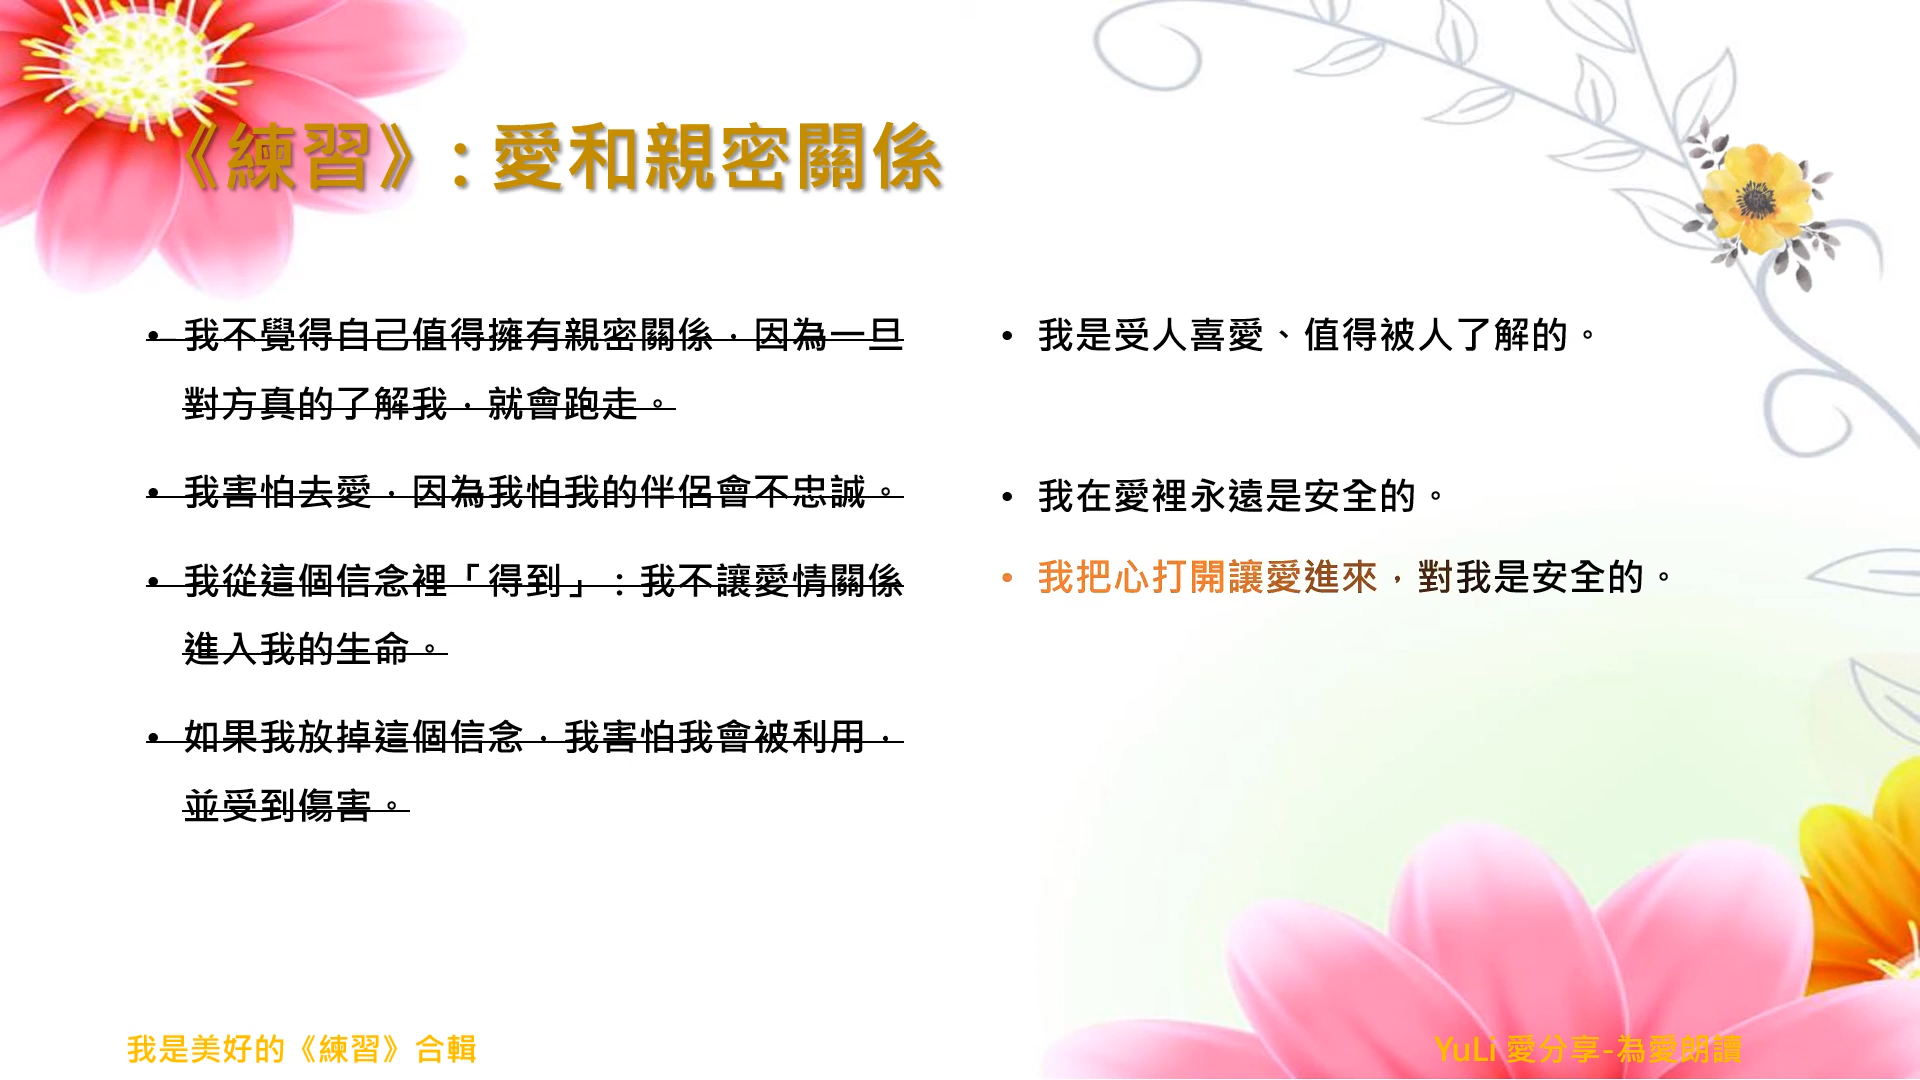 《練習》: 愛和親密關係
• 我不覺得自己值得擁有親密關係，因為一旦
對方真的了解我，就會跑走。
• 我害怕去愛，因為我怕我的伴侶會不忠誠。
• 我從這個信念裡「得到」：我不讓愛情關係
進入我的生命。
• 如果我放掉這個信念，我害怕我會被利用，
並受到傷害。
• 我是受人喜愛、值得被人了解的。
• 我在愛裡永遠是安全的。
• 我把心打開讓愛進來，對我是安全的。
我是美好的《練習》合輯
YuLi 愛分享-為愛朗讀